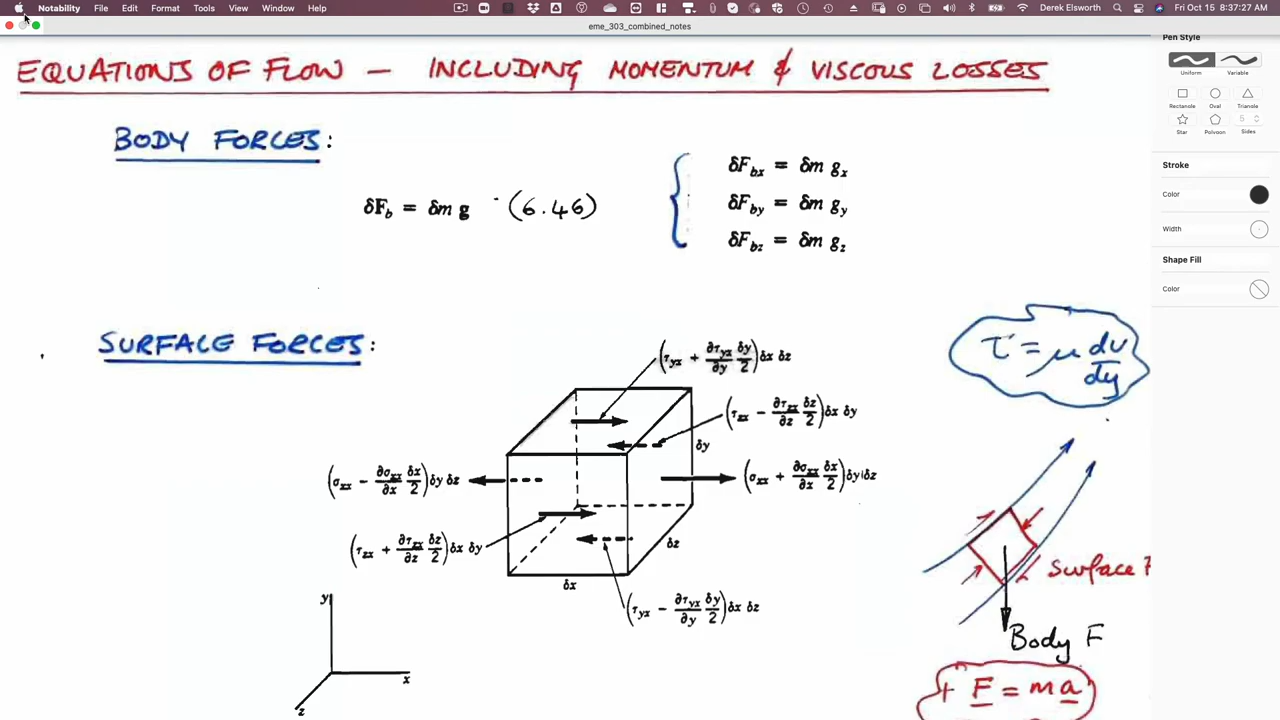 Notability File Edit Format Tools View Window Help Derek Elsworth Fri Oct 15 8:37:27 AM
eme_303_combined_notes
EQUATIONS OF FLOW — INCLUDING MOMENTUM & VISCOUS LOSSES
Pen Style
Uniform Variable
Rectangle Oval Triangle
Star Polygon 5 Sides
Stroke
Color
Width
Shape Fill
Color
BODY FORCES:
δF_b = δm g (6.46)
δF_bx = δm g_x
δF_by = δm g_y
δF_bz = δm g_z
SURFACE FORCES:
τ = μ dv/dy
(τ_yx + ∂τ_yx/∂y δy/2)δx δz
(τ_zx − ∂τ_zx/∂z δz/2)δx δy
δy
(σ_xx − ∂σ_xx/∂x δx/2)δy δz
(σ_xx + ∂σ_xx/∂x δx/2)δy δz
(τ_zx + ∂τ_zx/∂z δz/2)δx δy
δz
δx
(τ_yx − ∂τ_yx/∂y δy/2)δx δz
y
x
z
Surface F
Body F
+ F = ma